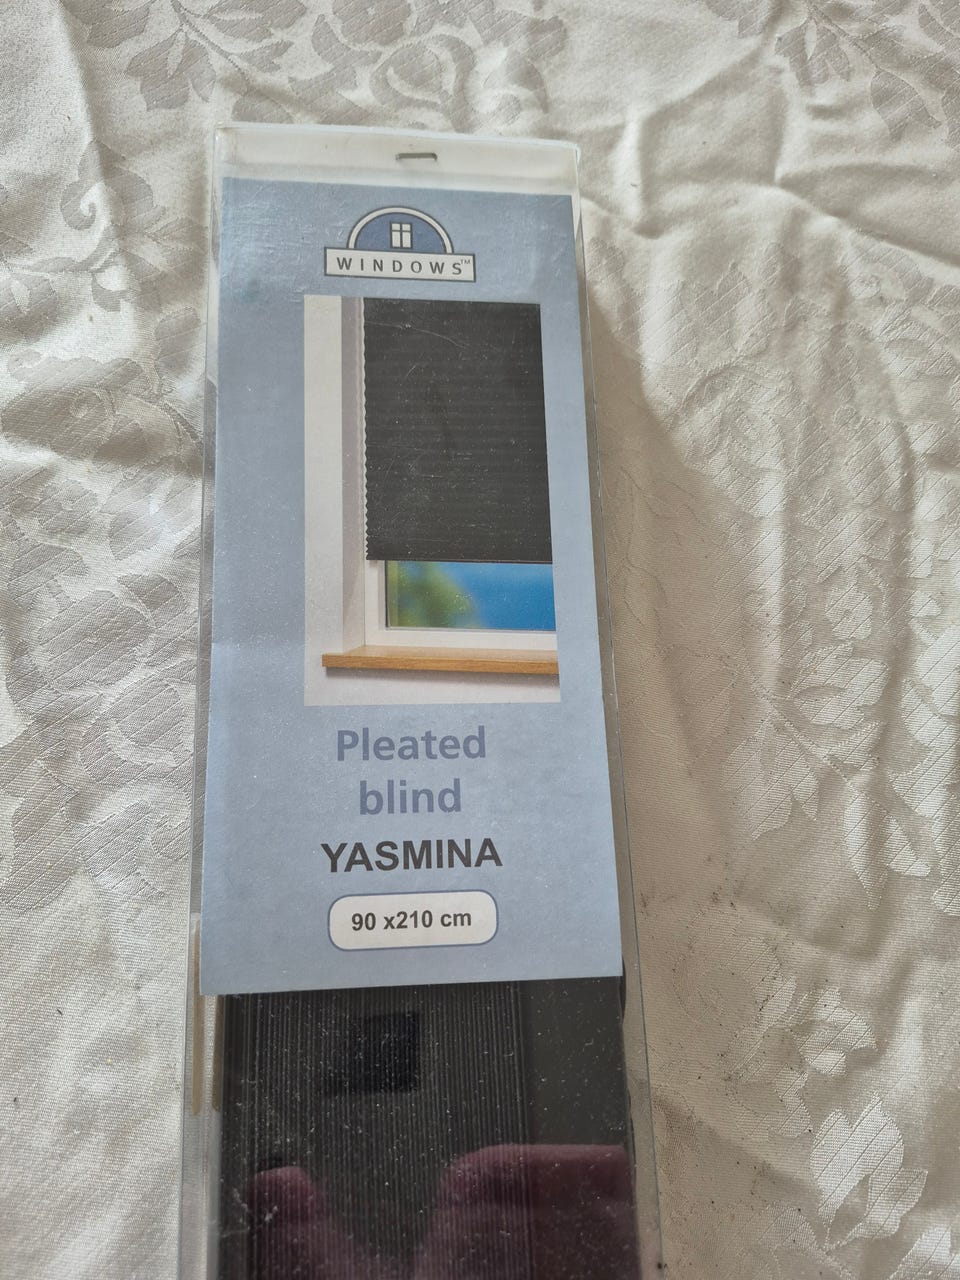 WINDOWS™
Pleated
blind
YASMINA
90 x210 cm